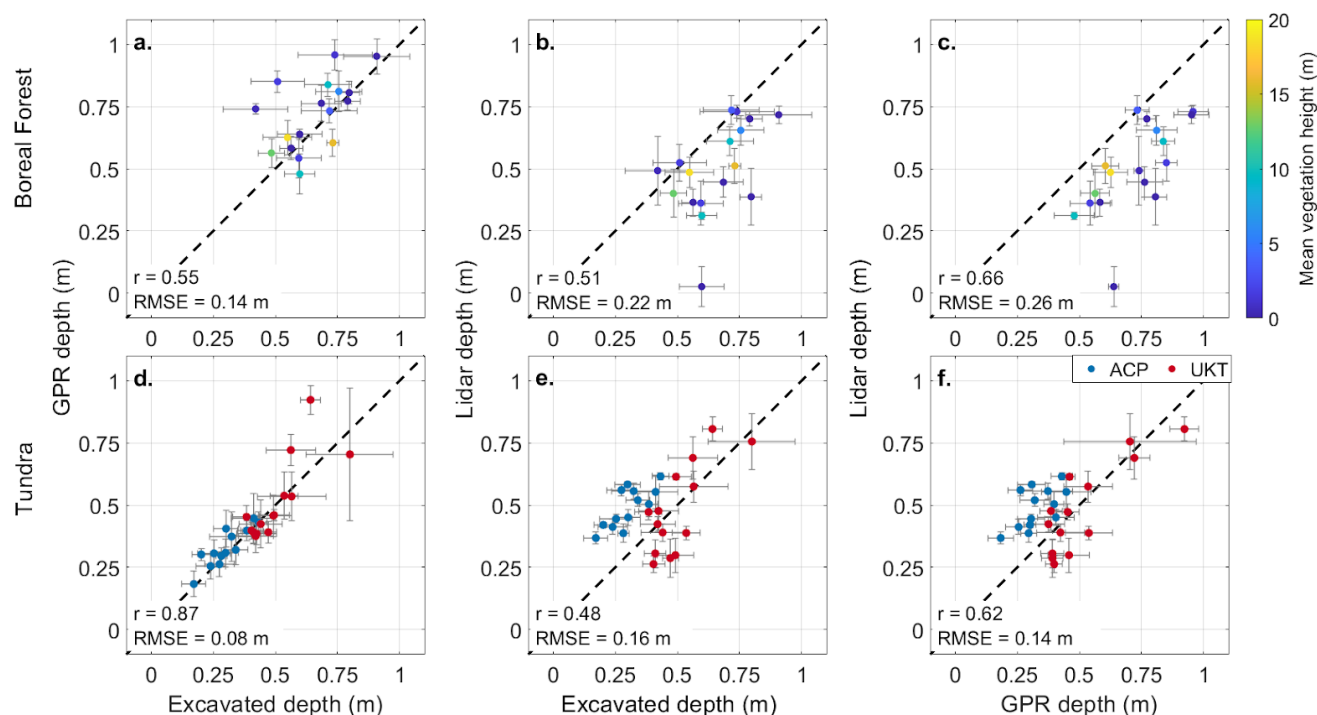 a.
1
0.75
0.5
0.25
0
r = 0.55
RMSE = 0.14 m
0
0.25
0.5
0.75
1
b.
1
0.75
0.5
0.25
0
r = 0.51
RMSE = 0.22 m
0
0.25
0.5
0.75
1
c.
1
0.75
0.5
0.25
0
r = 0.66
RMSE = 0.26 m
0
0.25
0.5
0.75
1
20
15
10
5
0
Mean vegetation height (m)
Boreal Forest
GPR depth (m)
Lidar depth (m)
Lidar depth (m)
Tundra
d.
1
0.75
0.5
0.25
0
r = 0.87
RMSE = 0.08 m
0
0.25
0.5
0.75
1
Excavated depth (m)
e.
1
0.75
0.5
0.25
0
r = 0.48
RMSE = 0.16 m
0
0.25
0.5
0.75
1
Excavated depth (m)
ACP UKT
f.
1
0.75
0.5
0.25
0
r = 0.62
RMSE = 0.14 m
0
0.25
0.5
0.75
1
GPR depth (m)